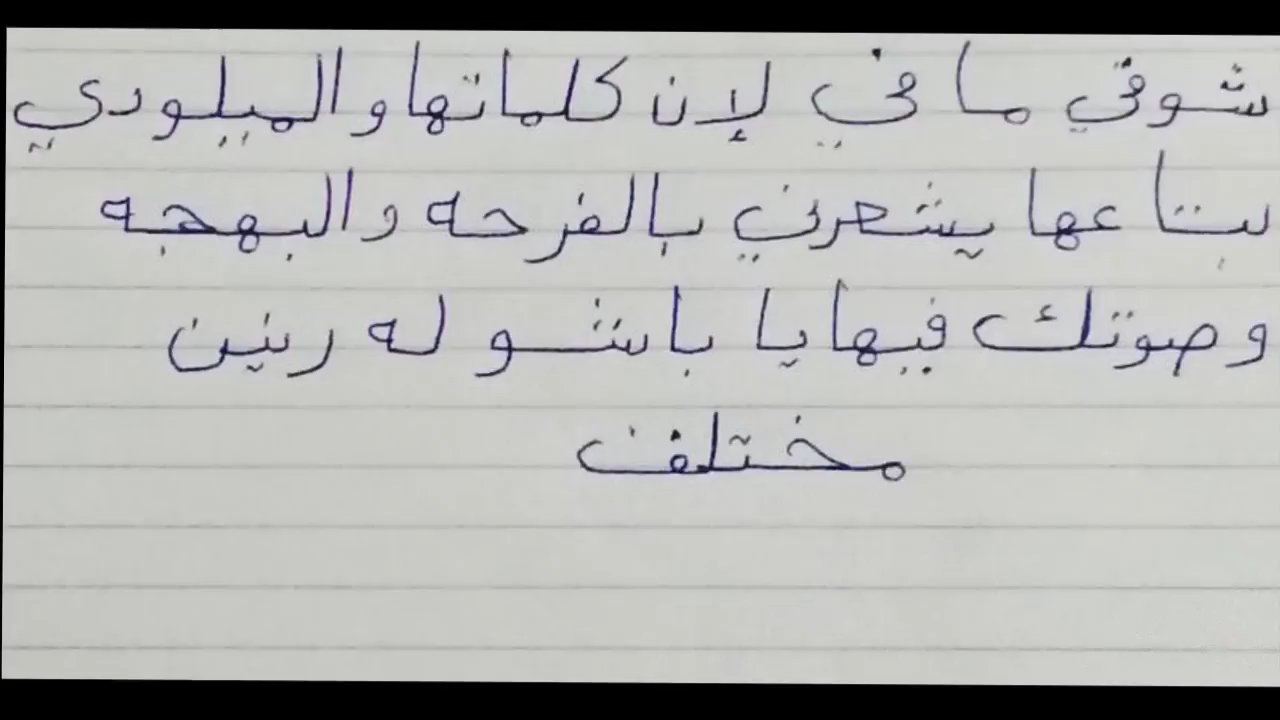 شوقي ما في لإن كلماتها والميلودي
بتاعها يشعرني بالفرحه والبهجه
وصوتك فيها يا باشو له رنين
مختلف